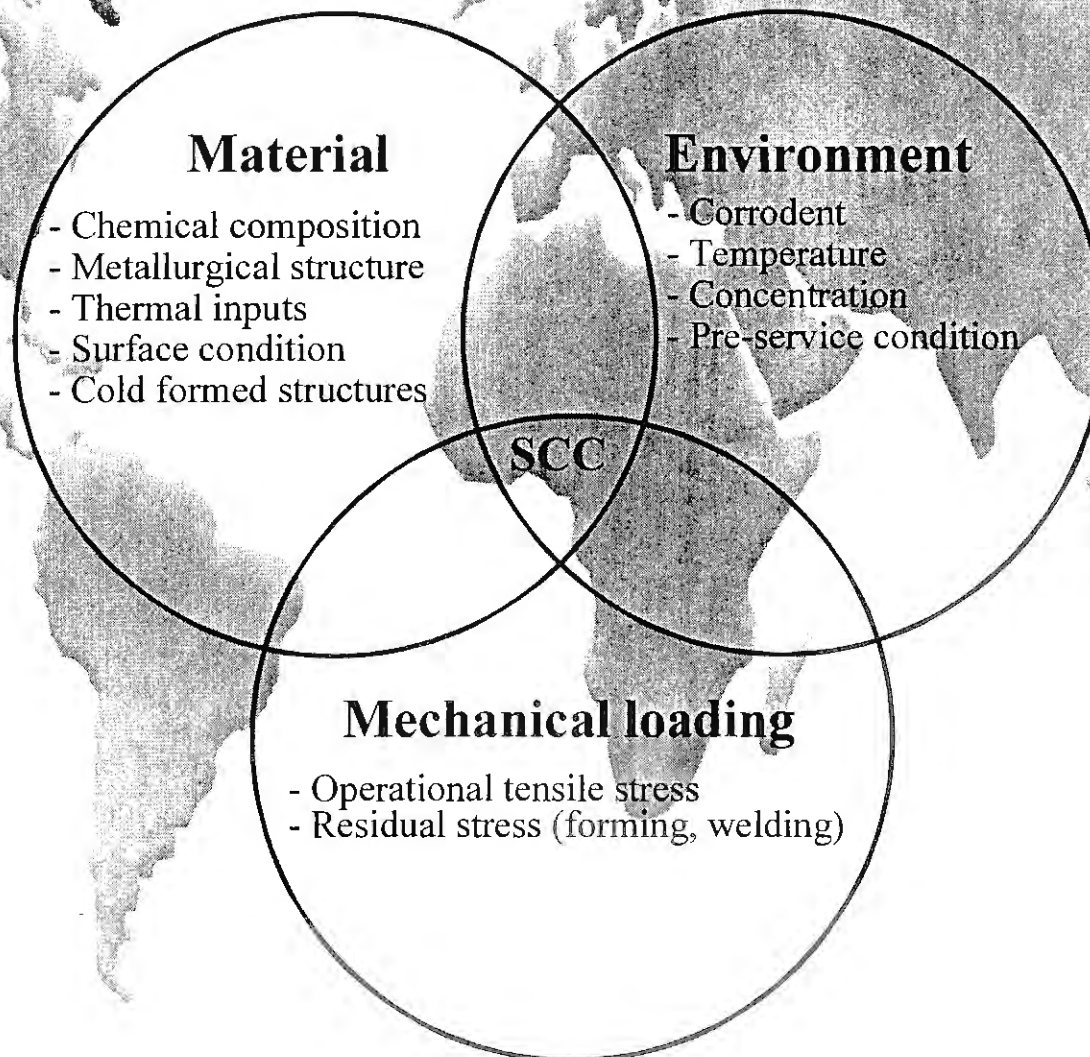 Material
- Chemical composition
- Metallurgical structure
- Thermal inputs
- Surface condition
- Cold formed structures
Environment
- Corrodent
- Temperature
- Concentration
- Pre-service condition
SCC
Mechanical loading
- Operational tensile stress
- Residual stress (forming, welding)